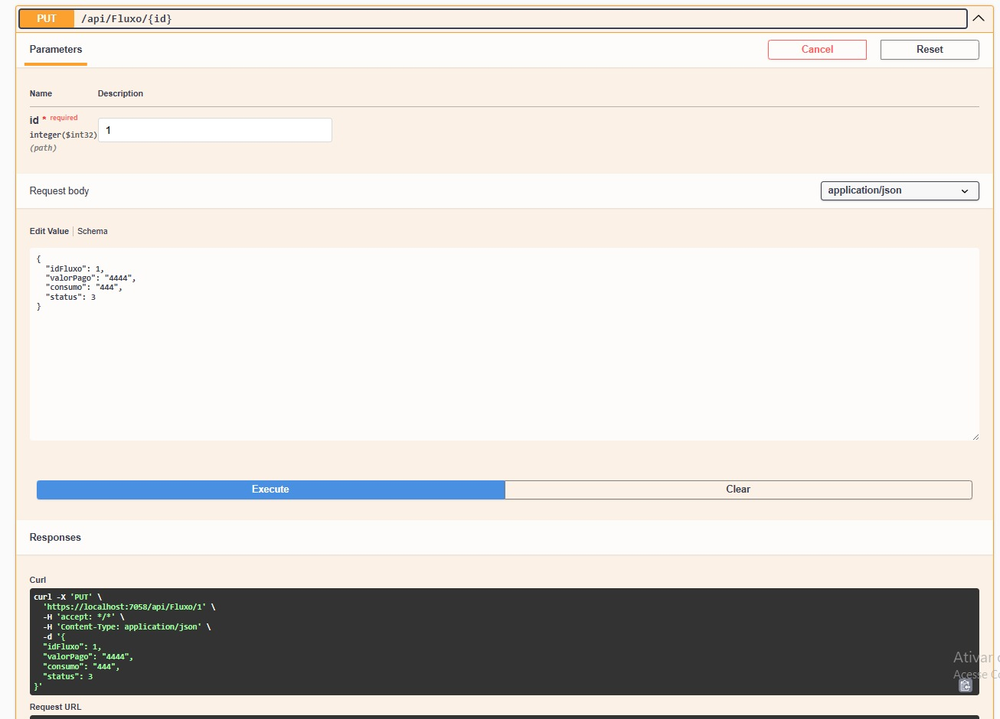 PUT /api/Fluxo/{id}
Parameters
Cancel
Reset
Name Description
id * required
integer($int32)
(path)
1
Request body
application/json
Edit Value | Schema
{
  "idFluxo": 1,
  "valorPago": "4444",
  "consumo": "444",
  "status": 3
}
Execute
Clear
Responses
Curl
curl -X 'PUT' \
  'https://localhost:7058/api/Fluxo/1' \
  -H 'accept: */*' \
  -H 'Content-Type: application/json' \
  -d '{
  "idFluxo": 1,
  "valorPago": "4444",
  "consumo": "444",
  "status": 3
}'
Ativar
Acesse
Request URL